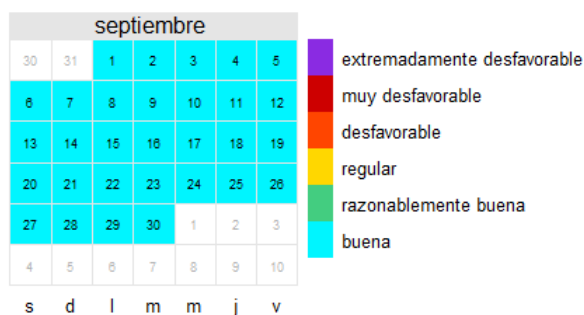 septiembre
30 31 1 2 3 4 5
6 7 8 9 10 11 12
13 14 15 16 17 18 19
20 21 22 23 24 25 26
27 28 29 30 1 2 3
4 5 6 7 8 9 10
s d l m m j v
extremadamente desfavorable
muy desfavorable
desfavorable
regular
razonablemente buena
buena